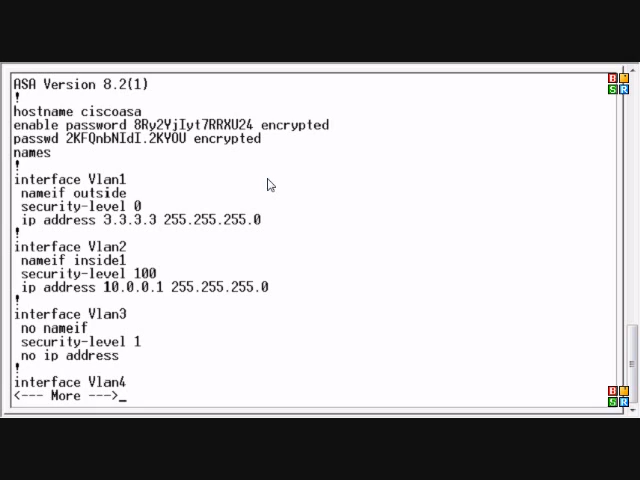 ASA Version 8.2(1)
!
hostname ciscoasa
enable password 8Ry2YjIyt7RRXU24 encrypted
passwd 2KFQnbNIdI.2KYOU encrypted
names
!
interface Vlan1
 nameif outside
 security-level 0
 ip address 3.3.3.3 255.255.255.0
!
interface Vlan2
 nameif inside1
 security-level 100
 ip address 10.0.0.1 255.255.255.0
!
interface Vlan3
 no nameif
 security-level 1
 no ip address
!
interface Vlan4
<--- More --->_
B
S R
B
S R